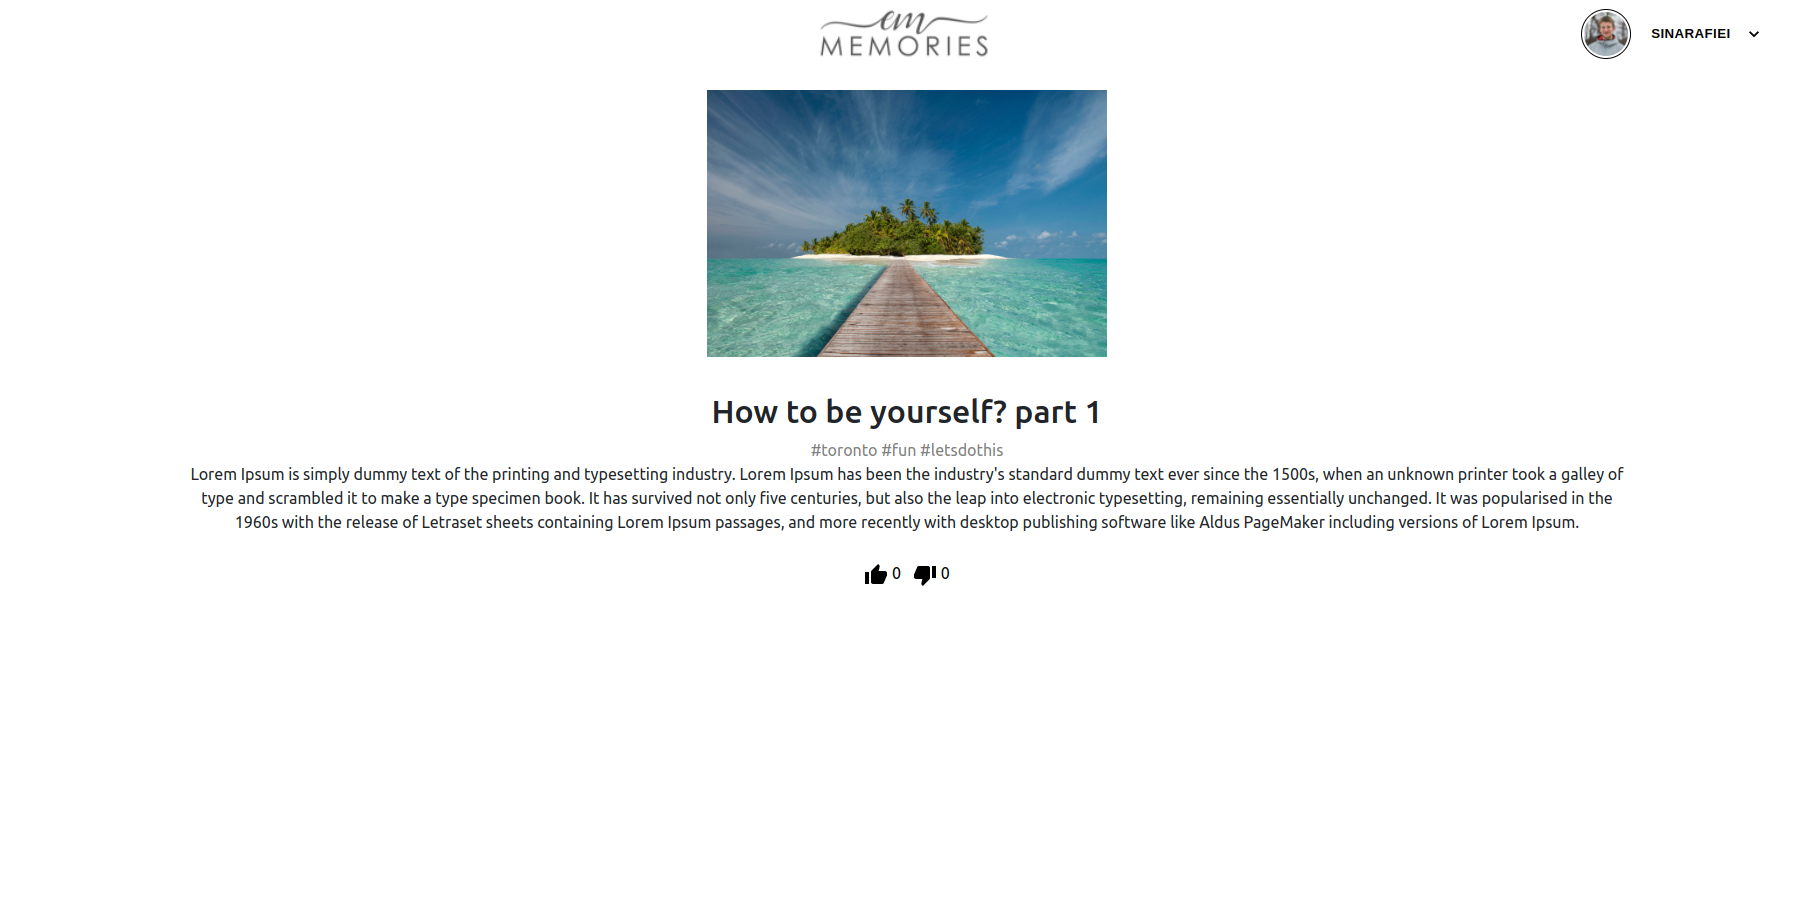 em
MEMORIES
SINARAFIEI
How to be yourself? part 1
#toronto #fun #letsdothis
Lorem Ipsum is simply dummy text of the printing and typesetting industry. Lorem Ipsum has been the industry's standard dummy text ever since the 1500s, when an unknown printer took a galley of
type and scrambled it to make a type specimen book. It has survived not only five centuries, but also the leap into electronic typesetting, remaining essentially unchanged. It was popularised in the
1960s with the release of Letraset sheets containing Lorem Ipsum passages, and more recently with desktop publishing software like Aldus PageMaker including versions of Lorem Ipsum.
0 0